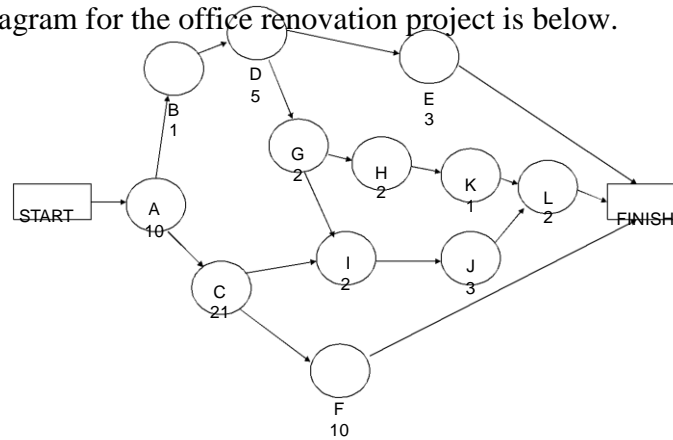 agram for the office renovation project is below.
D
5
B
1
E
3
G
2
H
2
K
1
L
2
A
10
START
FINISH
I
2
J
3
C
21
F
10